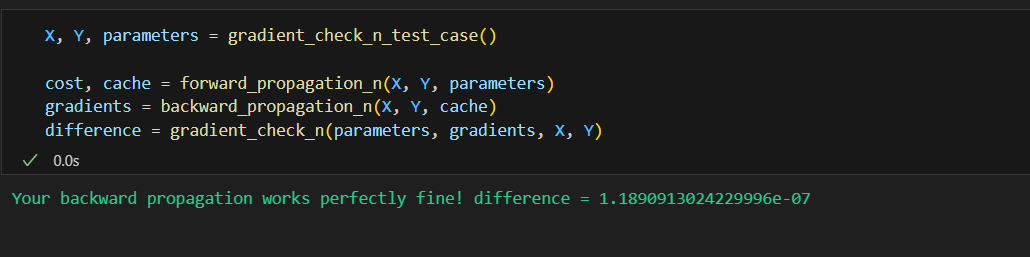 X, Y, parameters = gradient_check_n_test_case()
cost, cache = forward_propagation_n(X, Y, parameters)
gradients = backward_propagation_n(X, Y, cache)
difference = gradient_check_n(parameters, gradients, X, Y)
0.0s
Your backward propagation works perfectly fine! difference = 1.1890913024229996e-07